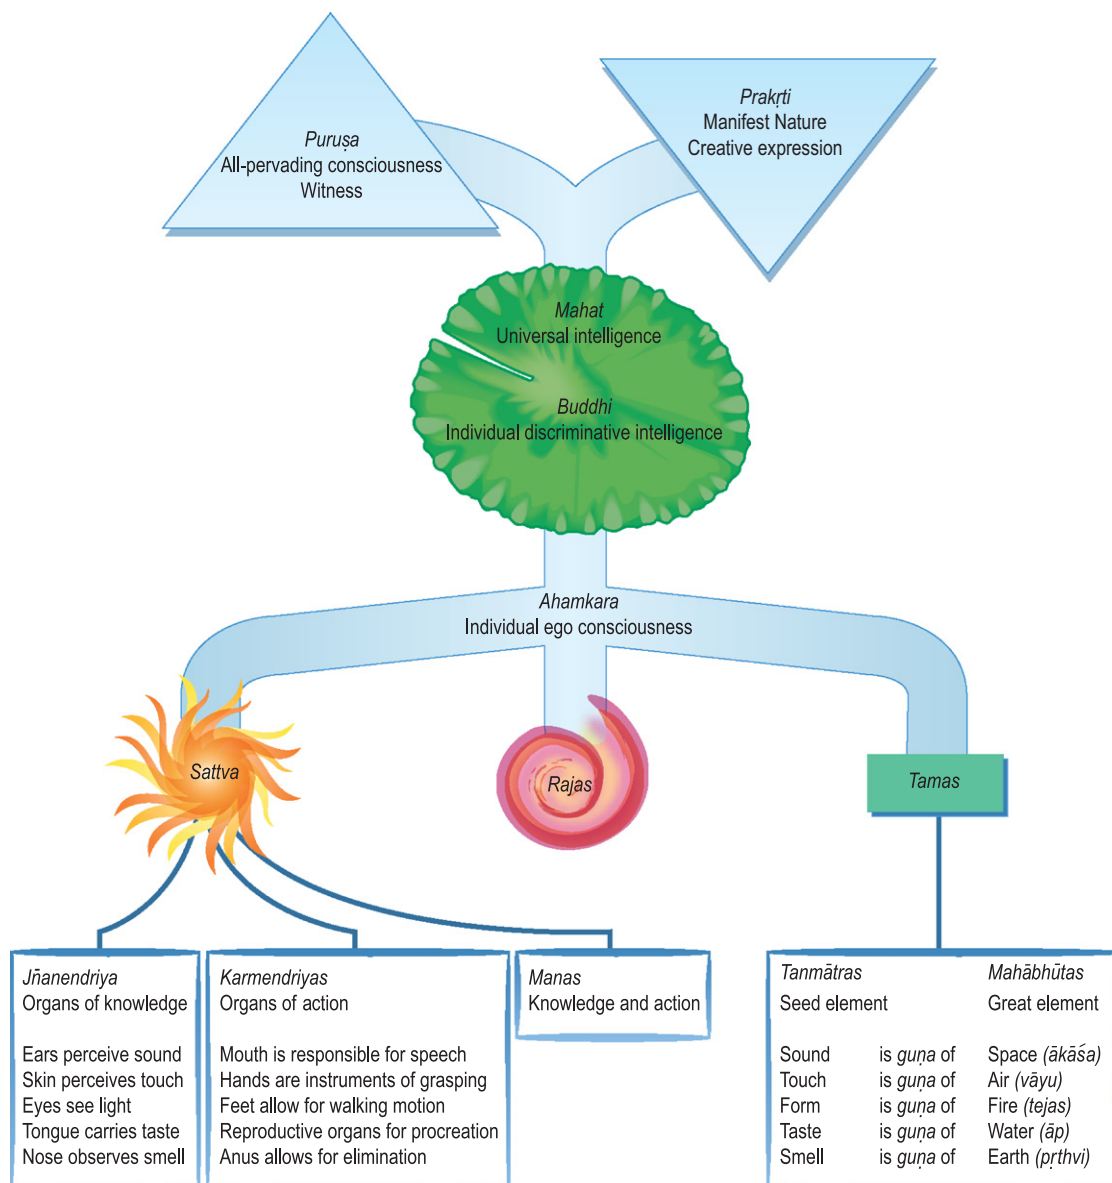 Puruṣa
All-pervading consciousness
Witness
Prakṛti
Manifest Nature
Creative expression
Mahat
Universal intelligence
Buddhi
Individual discriminative intelligence
Ahamkara
Individual ego consciousness
Sattva
Rajas
Tamas
Jñanendriya
Organs of knowledge
Ears perceive sound
Skin perceives touch
Eyes see light
Tongue carries taste
Nose observes smell
Karmendriyas
Organs of action
Mouth is responsible for speech
Hands are instruments of grasping
Feet allow for walking motion
Reproductive organs for procreation
Anus allows for elimination
Manas
Knowledge and action
Tanmātras Mahābhūtas
Seed element Great element
Sound is guṇa of Space (ākāśa)
Touch is guṇa of Air (vāyu)
Form is guṇa of Fire (tejas)
Taste is guṇa of Water (āp)
Smell is guṇa of Earth (pṛthvi)